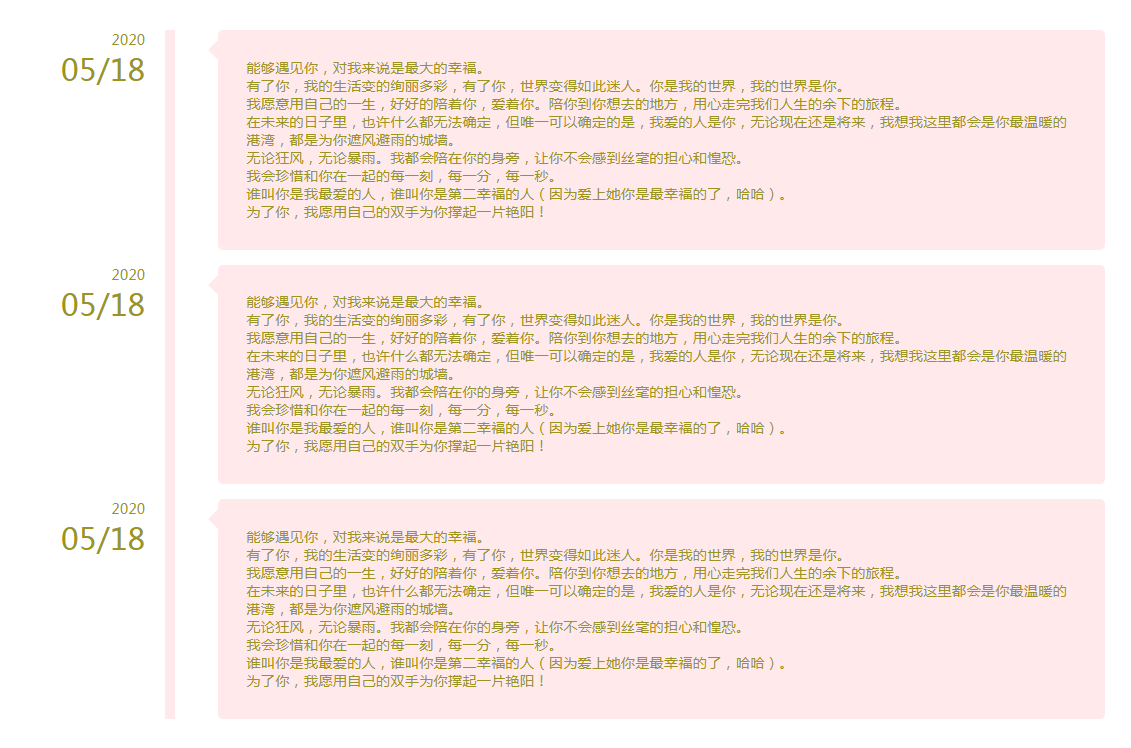 2020
05/18
能够遇见你，对我来说是最大的幸福。
有了你，我的生活变的绚丽多彩，有了你，世界变得如此迷人。你是我的世界，我的世界是你。
我愿意用自己的一生，好好的陪着你，爱着你。陪你到你想去的地方，用心走完我们人生的余下的旅程。
在未来的日子里，也许什么都无法确定，但唯一可以确定的是，我爱的人是你，无论现在还是将来，我想我这里都会是你最温暖的
港湾，都是为你遮风避雨的城墙。
无论狂风，无论暴雨。我都会陪在你的身旁，让你不会感到丝毫的担心和惶恐。
我会珍惜和你在一起的每一刻，每一分，每一秒。
谁叫你是我最爱的人，谁叫你是第二幸福的人（因为爱上她你是最幸福的了，哈哈）。
为了你，我愿用自己的双手为你撑起一片艳阳！
2020
05/18
能够遇见你，对我来说是最大的幸福。
有了你，我的生活变的绚丽多彩，有了你，世界变得如此迷人。你是我的世界，我的世界是你。
我愿意用自己的一生，好好的陪着你，爱着你。陪你到你想去的地方，用心走完我们人生的余下的旅程。
在未来的日子里，也许什么都无法确定，但唯一可以确定的是，我爱的人是你，无论现在还是将来，我想我这里都会是你最温暖的
港湾，都是为你遮风避雨的城墙。
无论狂风，无论暴雨。我都会陪在你的身旁，让你不会感到丝毫的担心和惶恐。
我会珍惜和你在一起的每一刻，每一分，每一秒。
谁叫你是我最爱的人，谁叫你是第二幸福的人（因为爱上她你是最幸福的了，哈哈）。
为了你，我愿用自己的双手为你撑起一片艳阳！
2020
05/18
能够遇见你，对我来说是最大的幸福。
有了你，我的生活变的绚丽多彩，有了你，世界变得如此迷人。你是我的世界，我的世界是你。
我愿意用自己的一生，好好的陪着你，爱着你。陪你到你想去的地方，用心走完我们人生的余下的旅程。
在未来的日子里，也许什么都无法确定，但唯一可以确定的是，我爱的人是你，无论现在还是将来，我想我这里都会是你最温暖的
港湾，都是为你遮风避雨的城墙。
无论狂风，无论暴雨。我都会陪在你的身旁，让你不会感到丝毫的担心和惶恐。
我会珍惜和你在一起的每一刻，每一分，每一秒。
谁叫你是我最爱的人，谁叫你是第二幸福的人（因为爱上她你是最幸福的了，哈哈）。
为了你，我愿用自己的双手为你撑起一片艳阳！